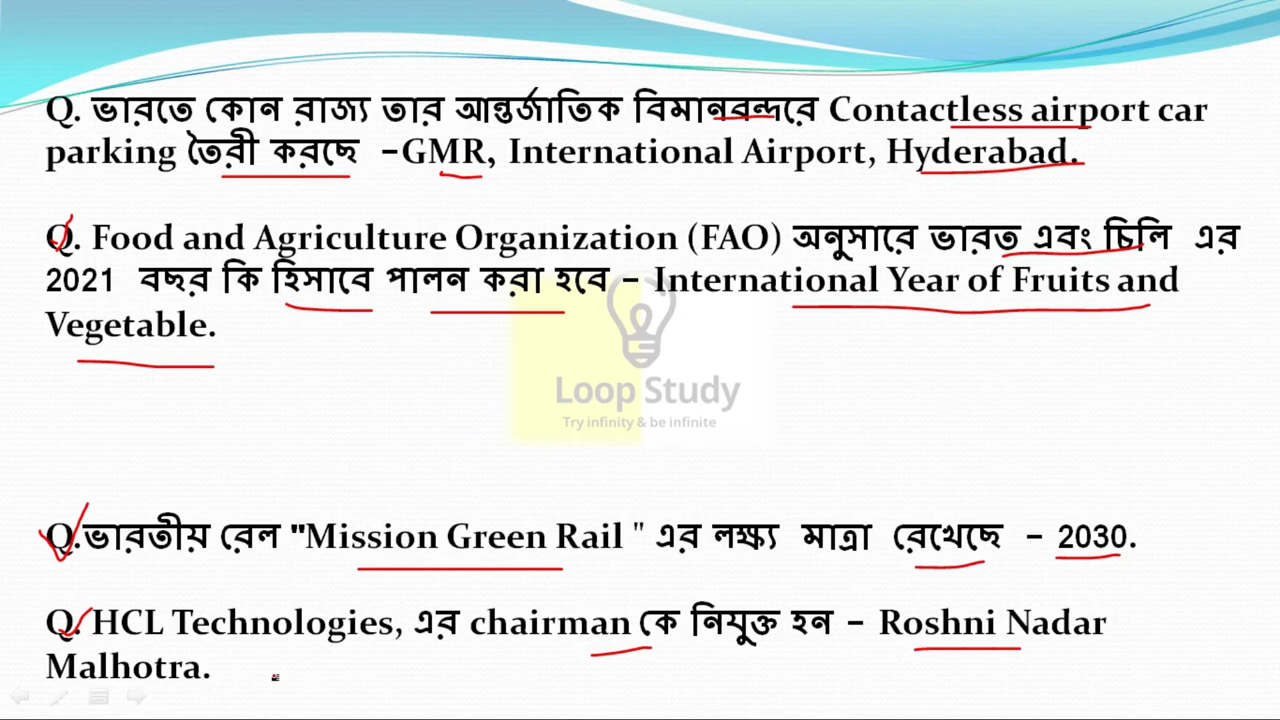 Q. ভারতে কোন রাজ্য তার আন্তর্জাতিক বিমানবন্দরে Contactless airport car
parking তৈরী করছে –GMR, International Airport, Hyderabad.
Q. Food and Agriculture Organization (FAO) অনুসারে ভারত এবং চিলি এর
2021 বছর কি হিসাবে পালন করা হবে – International Year of Fruits and
Vegetable.
Loop Study
Try infinity & be infinite
Q.ভারতীয় রেল "Mission Green Rail " এর লক্ষ্য মাত্রা রেখেছে – 2030.
Q. HCL Technologies, এর chairman কে নিযুক্ত হন – Roshni Nadar
Malhotra.